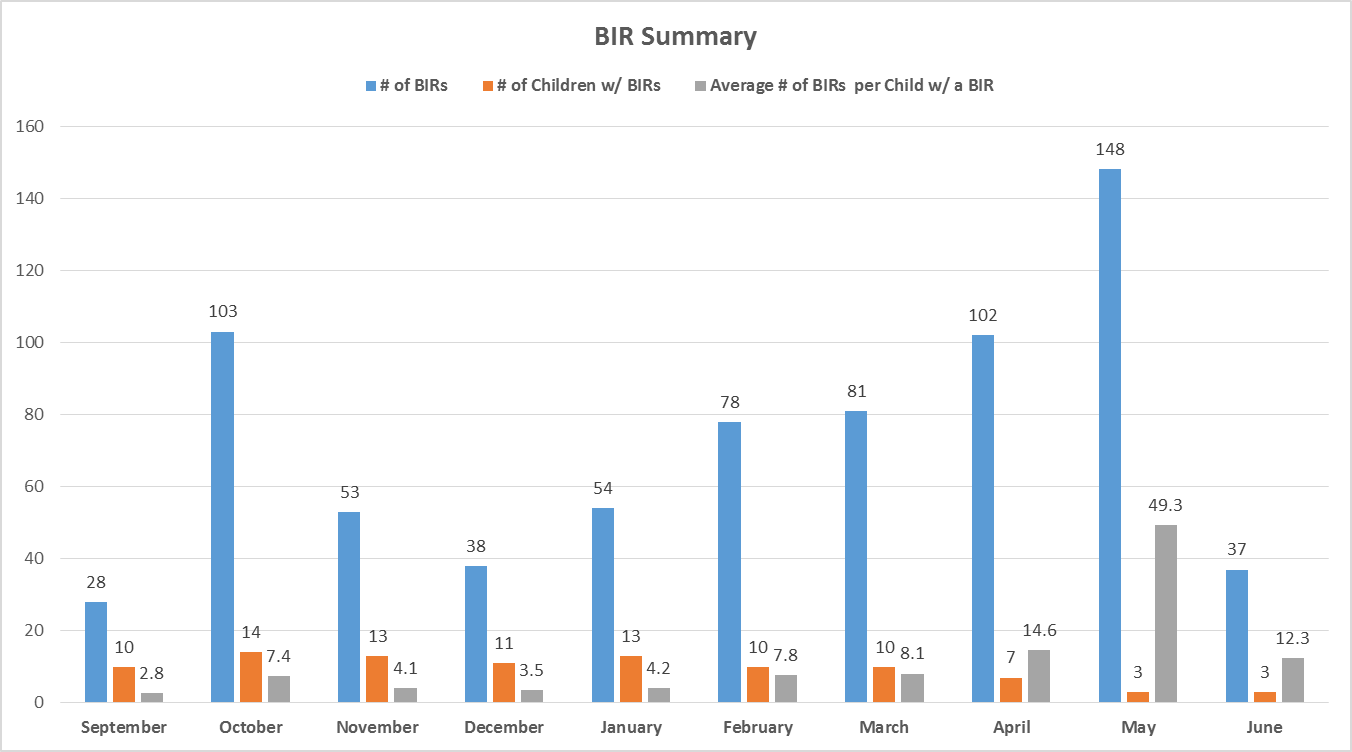 BIR Summary
# of BIRs # of Children w/ BIRs Average # of BIRs per Child w/ a BIR
160
140
120
100
80
60
40
20
0
28 10 2.8
103 14 7.4
53 13 4.1
38 11 3.5
54 13 4.2
78 10 7.8
81 10 8.1
102 7 14.6
148 3 49.3
37 3 12.3
September October November December January February March April May June